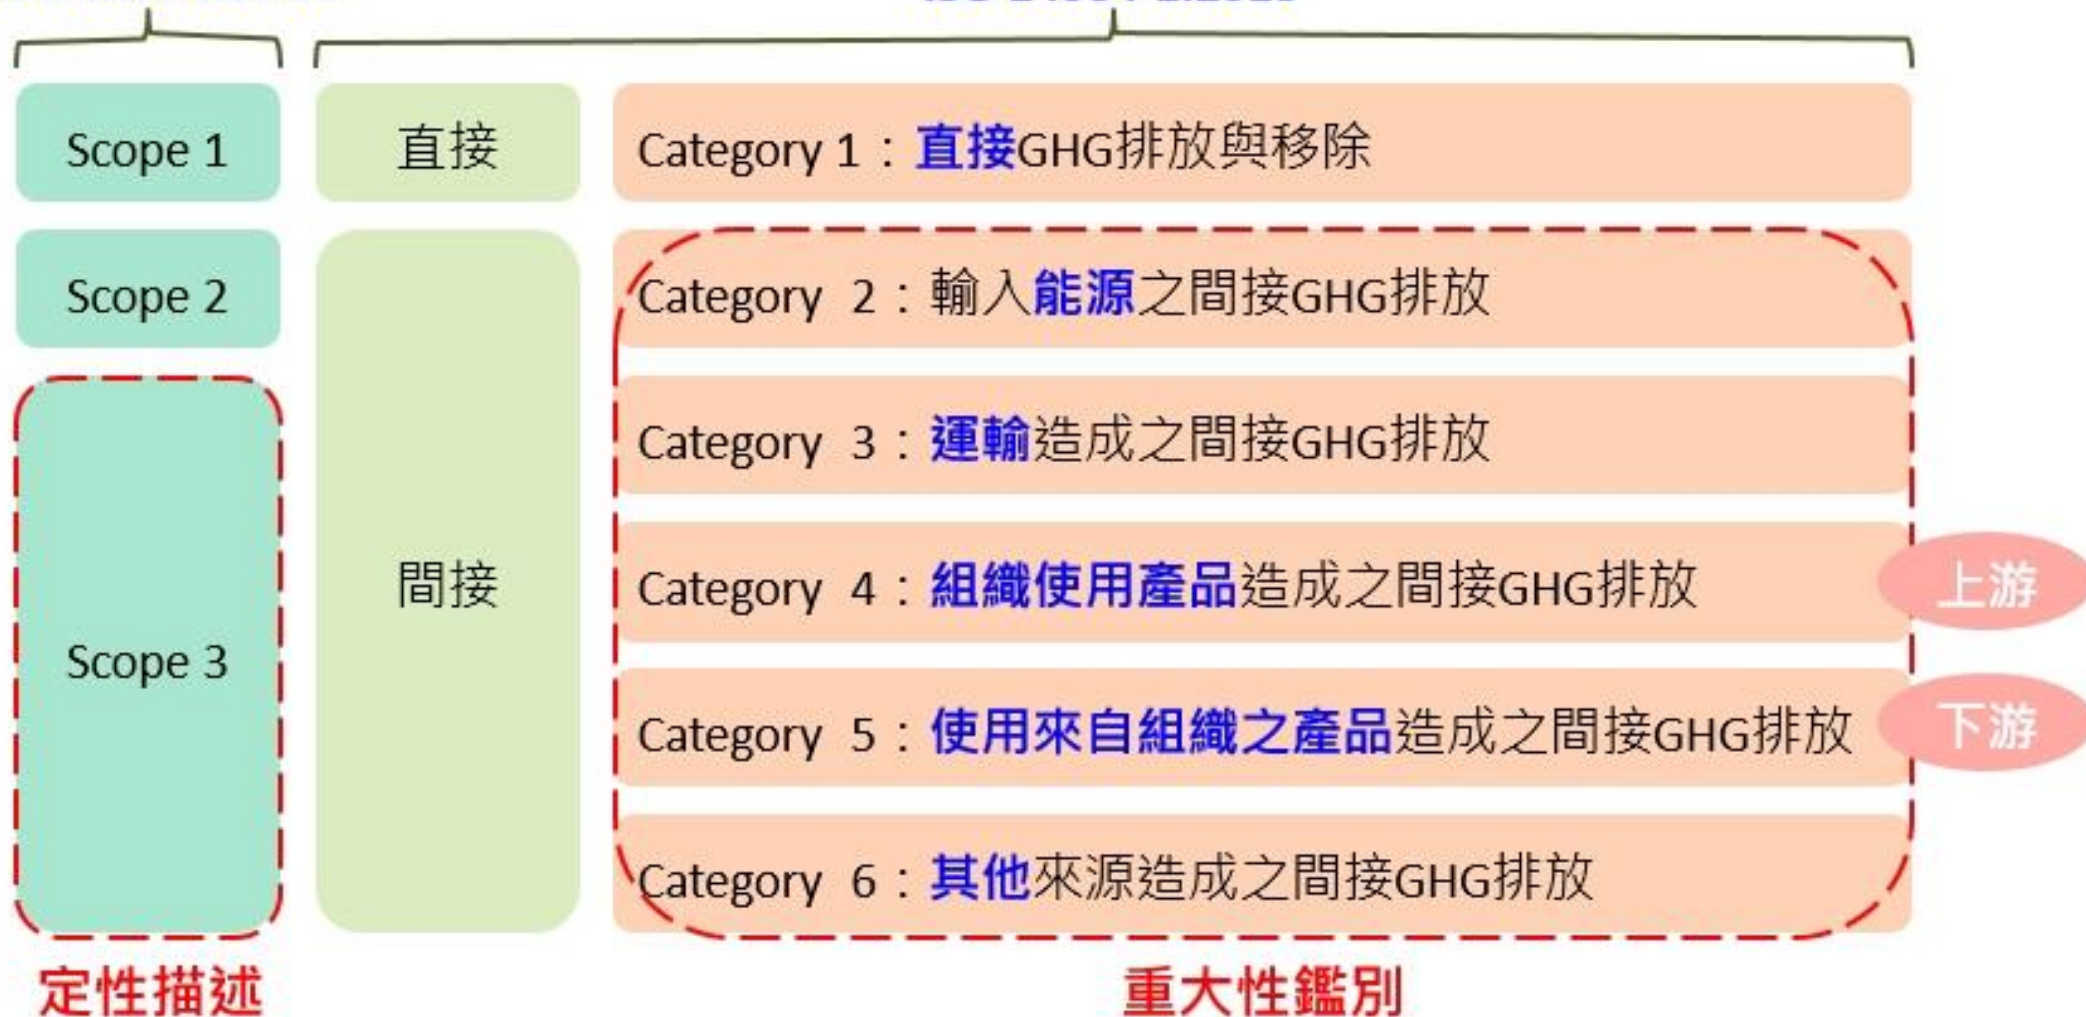 Scope 1
直接
Category 1：直接GHG排放與移除
Scope 2
Category 2：輸入能源之間接GHG排放
Category 3：運輸造成之間接GHG排放
間接
Category 4：組織使用產品造成之間接GHG排放
上游
Scope 3
Category 5：使用來自組織之產品造成之間接GHG排放
下游
Category 6：其他來源造成之間接GHG排放
定性描述
重大性鑑別